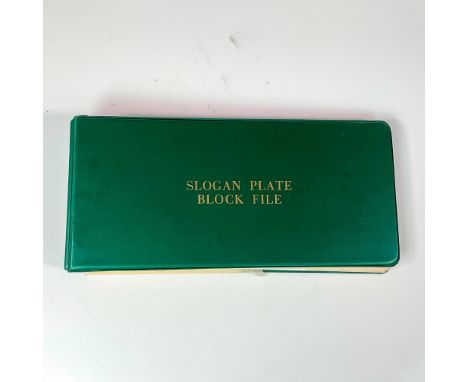 SLOGAN PLATE
BLOCK FILE